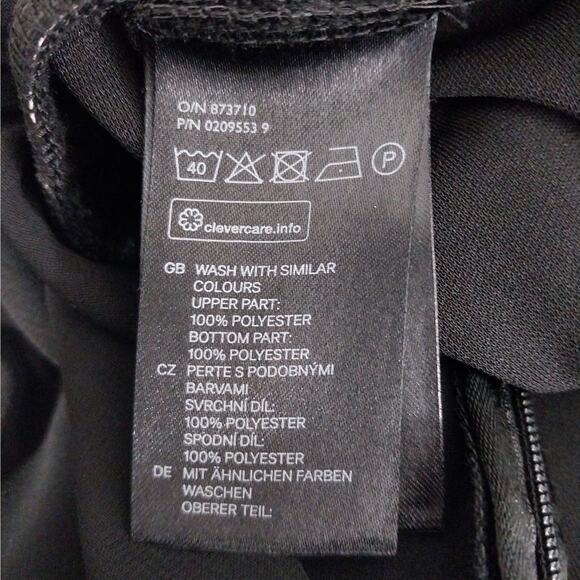 O/N 873710
P/N 0209553 9
40 P
clevercare.info
GB WASH WITH SIMILAR
COLOURS
UPPER PART:
100% POLYESTER
BOTTOM PART:
100% POLYESTER
CZ PERTE S PODOBNÝMI
BARVAMI
SVRCHNÍ DÍL:
100% POLYESTER
SPODNÍ DÍL:
100% POLYESTER
DE MIT ÄHNLICHEN FARBEN
WASCHEN
OBERER TEIL: